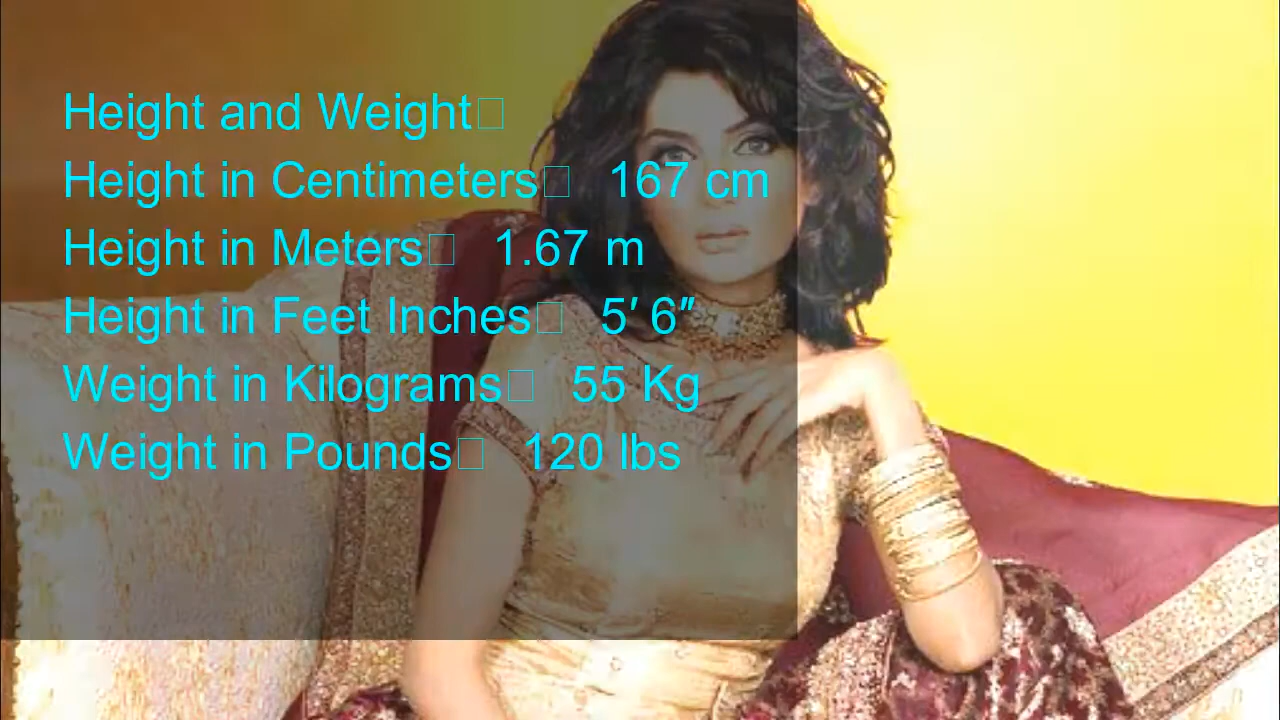 Height and Weight
Height in Centimeters 167 cm
Height in Meters 1.67 m
Height in Feet Inches 5′ 6″
Weight in Kilograms 55 Kg
Weight in Pounds 120 lbs